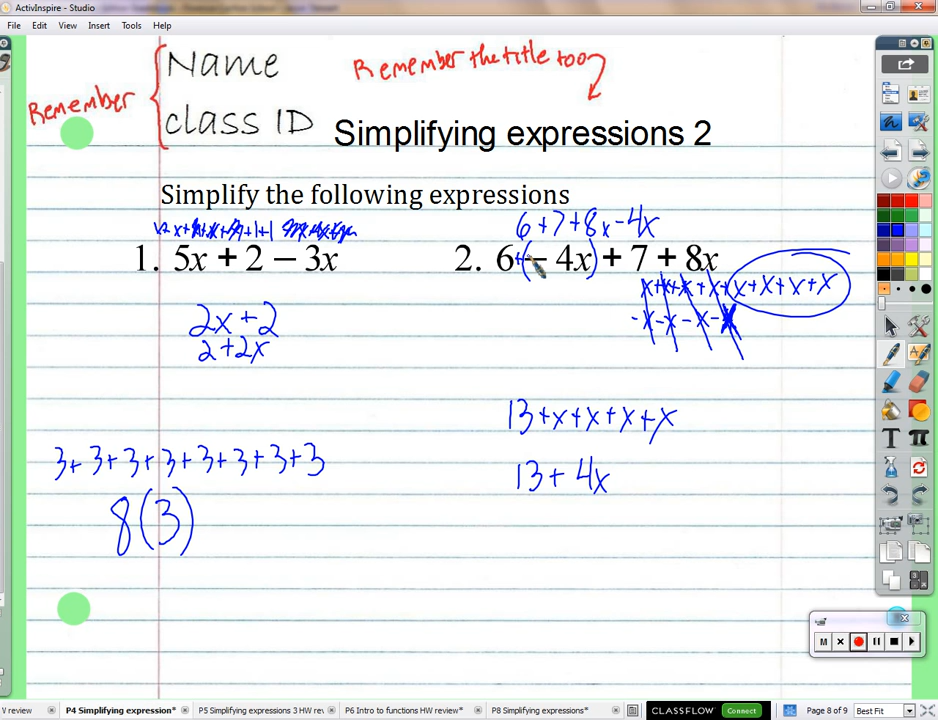 ActivInspire - Studio
File Edit View Insert Tools Help
Remember
Name
class ID
Remember the title too
Simplifying expressions 2
Simplify the following expressions
6+7+8x-4x
1. 5x + 2 − 3x
2. 6 +(− 4x) + 7 + 8x
x+x+x+x+x+x+x+x
-x-x-x-x
2x+2
2+2x
13+x+x+x+x
3+3+3+3+3+3+3+3
13+4x
8(3)
M
V review
P4 Simplifying expression*
P5 Simplifying expressions 3 HW rev
P6 Intro to functions HW review*
P8 Simplifying expressions*
CLASSFLOW
Connect
Page 8 of 9
Best Fit